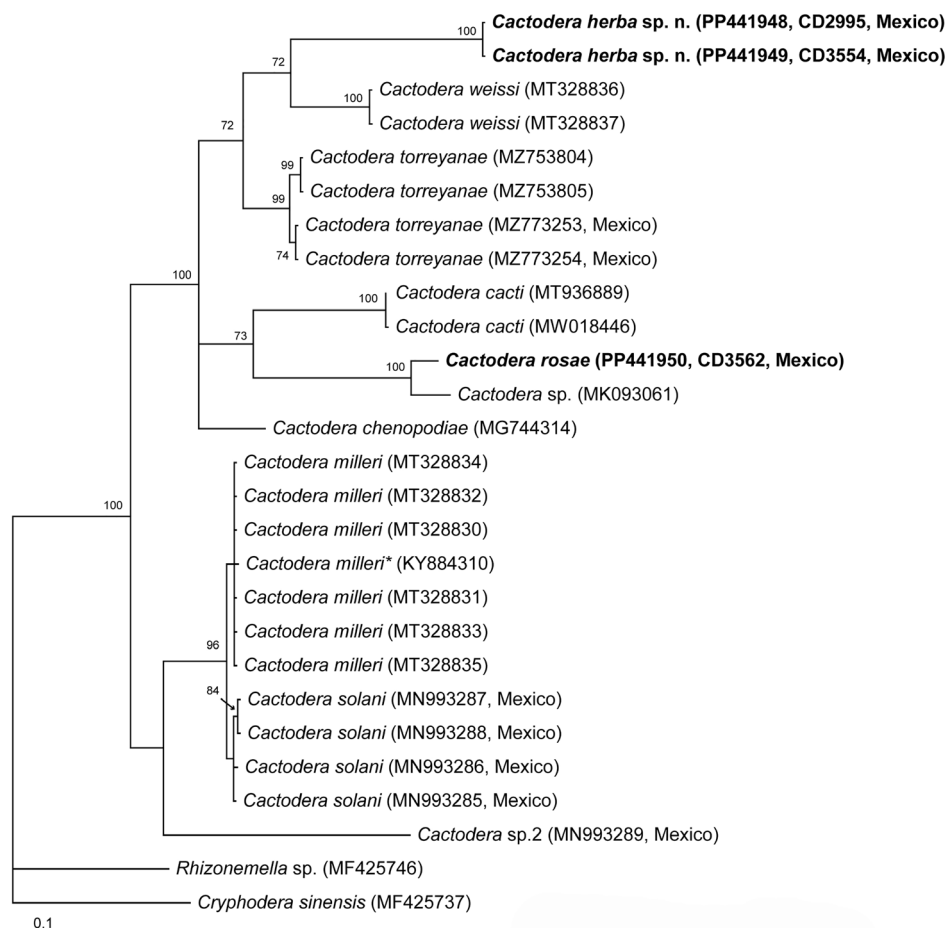 100
Cactodera herba sp. n. (PP441948, CD2995, Mexico)
Cactodera herba sp. n. (PP441949, CD3554, Mexico)
72
100
Cactodera weissi (MT328836)
Cactodera weissi (MT328837)
72
99
Cactodera torreyanae (MZ753804)
Cactodera torreyanae (MZ753805)
99
Cactodera torreyanae (MZ773253, Mexico)
74
Cactodera torreyanae (MZ773254, Mexico)
100
100
Cactodera cacti (MT936889)
Cactodera cacti (MW018446)
73
Cactodera rosae (PP441950, CD3562, Mexico)
100
Cactodera sp. (MK093061)
Cactodera chenopodiae (MG744314)
Cactodera milleri (MT328834)
100
Cactodera milleri (MT328832)
Cactodera milleri (MT328830)
Cactodera milleri* (KY884310)
Cactodera milleri (MT328831)
Cactodera milleri (MT328833)
96
Cactodera milleri (MT328835)
84
Cactodera solani (MN993287, Mexico)
Cactodera solani (MN993288, Mexico)
Cactodera solani (MN993286, Mexico)
Cactodera solani (MN993285, Mexico)
Cactodera sp.2 (MN993289, Mexico)
Rhizonemella sp. (MF425746)
Cryphodera sinensis (MF425737)
0.1